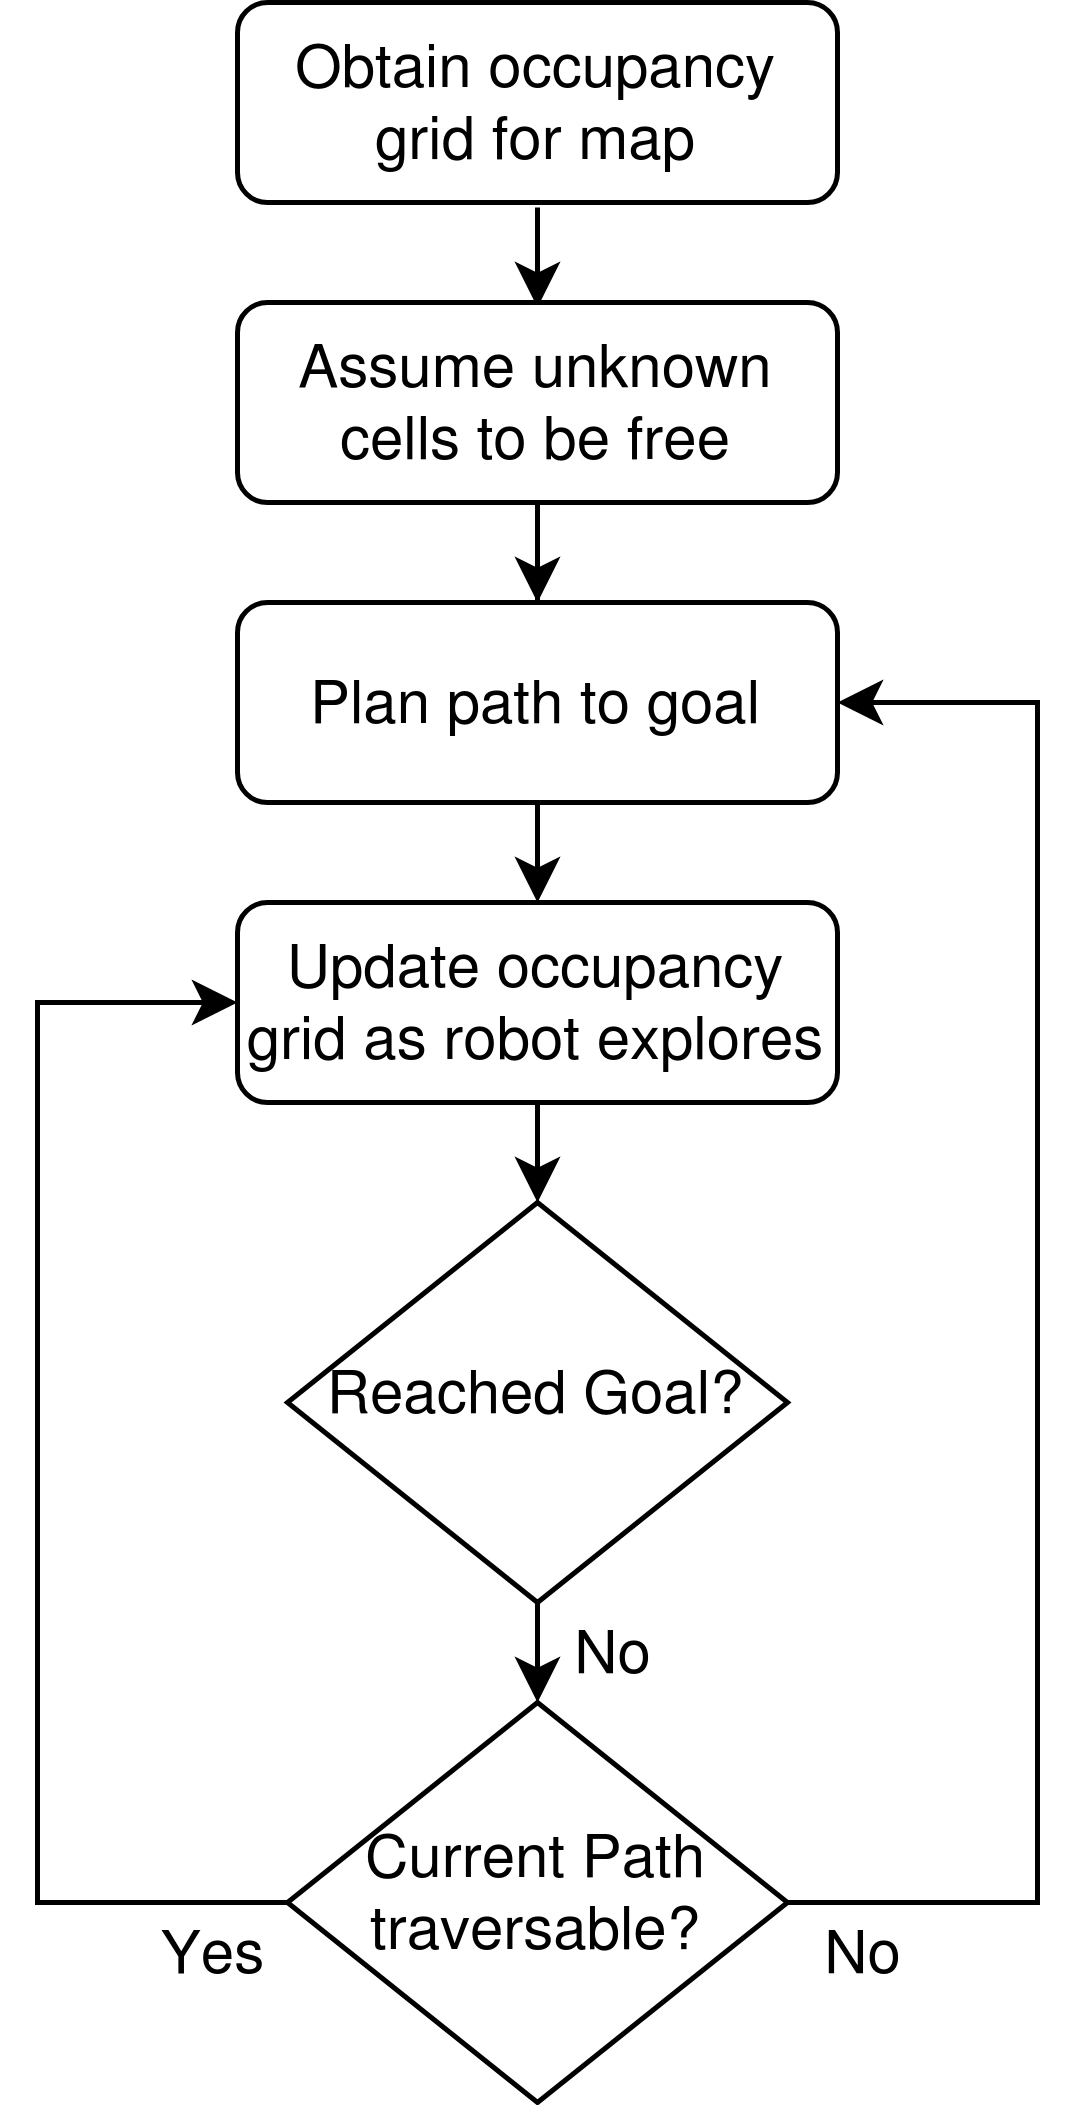 Obtain occupancy
grid for map
Assume unknown
cells to be free
Plan path to goal
Update occupancy
grid as robot explores
Reached Goal?
No
Current Path
traversable?
Yes
No